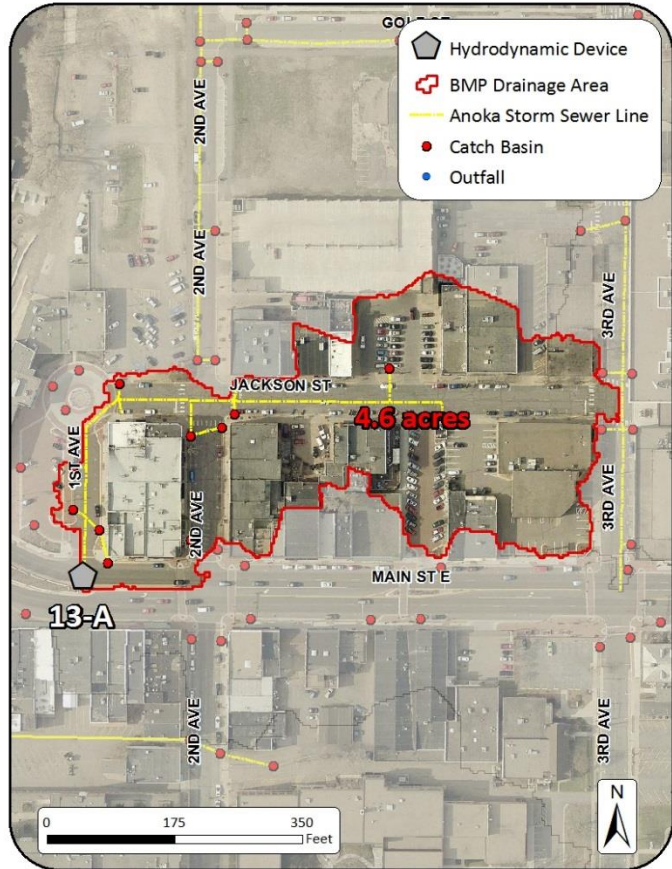 GOLF ST
Hydrodynamic Device
BMP Drainage Area
Anoka Storm Sewer Line
Catch Basin
Outfall
2ND AVE
2ND AVE
3RD AVE
JACKSON ST
4.6 acres
1ST AVE
2ND AVE
3RD AVE
MAIN ST E
13-A
2ND AVE
3RD AVE
N
0 175 350
Feet